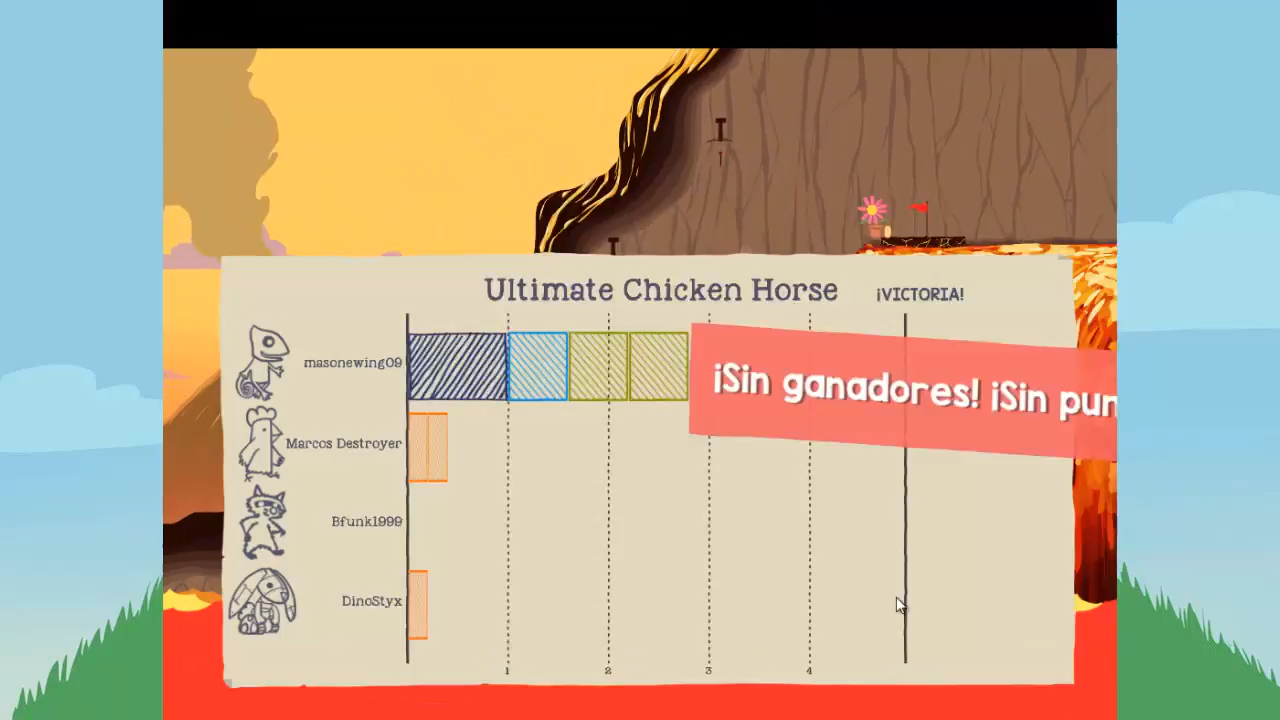 Ultimate Chicken Horse ¡VICTORIA!
masonewing09
¡Sin ganadores! ¡Sin pun
Marcos Destroyer
Bfunk1999
DinoStyx
1 2 3 4